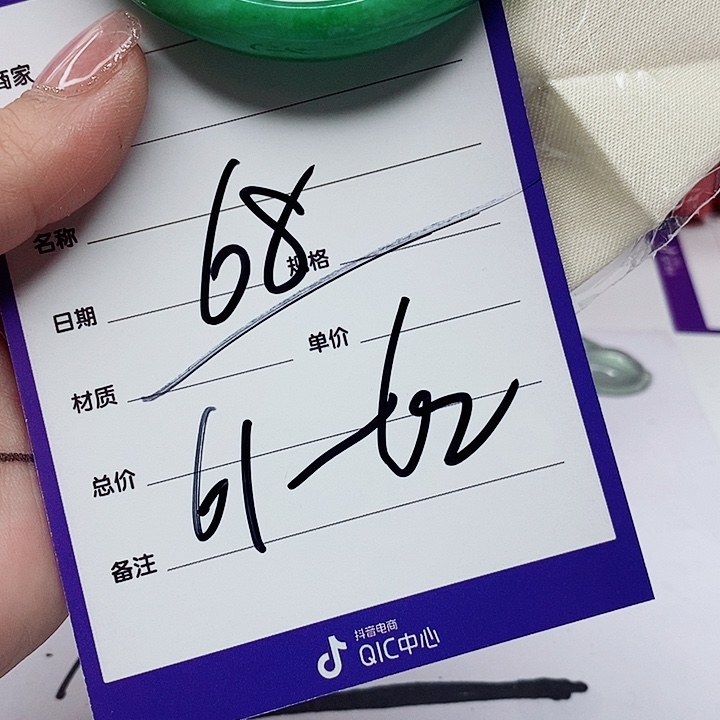 商家
名称
68
规格
日期
单价
材质
总价
61-62
备注
抖音电商
QIC中心